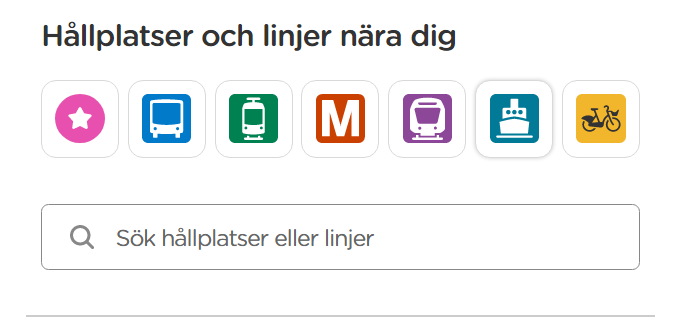 Hållplatser och linjer nära dig
M
Sök hållplatser eller linjer